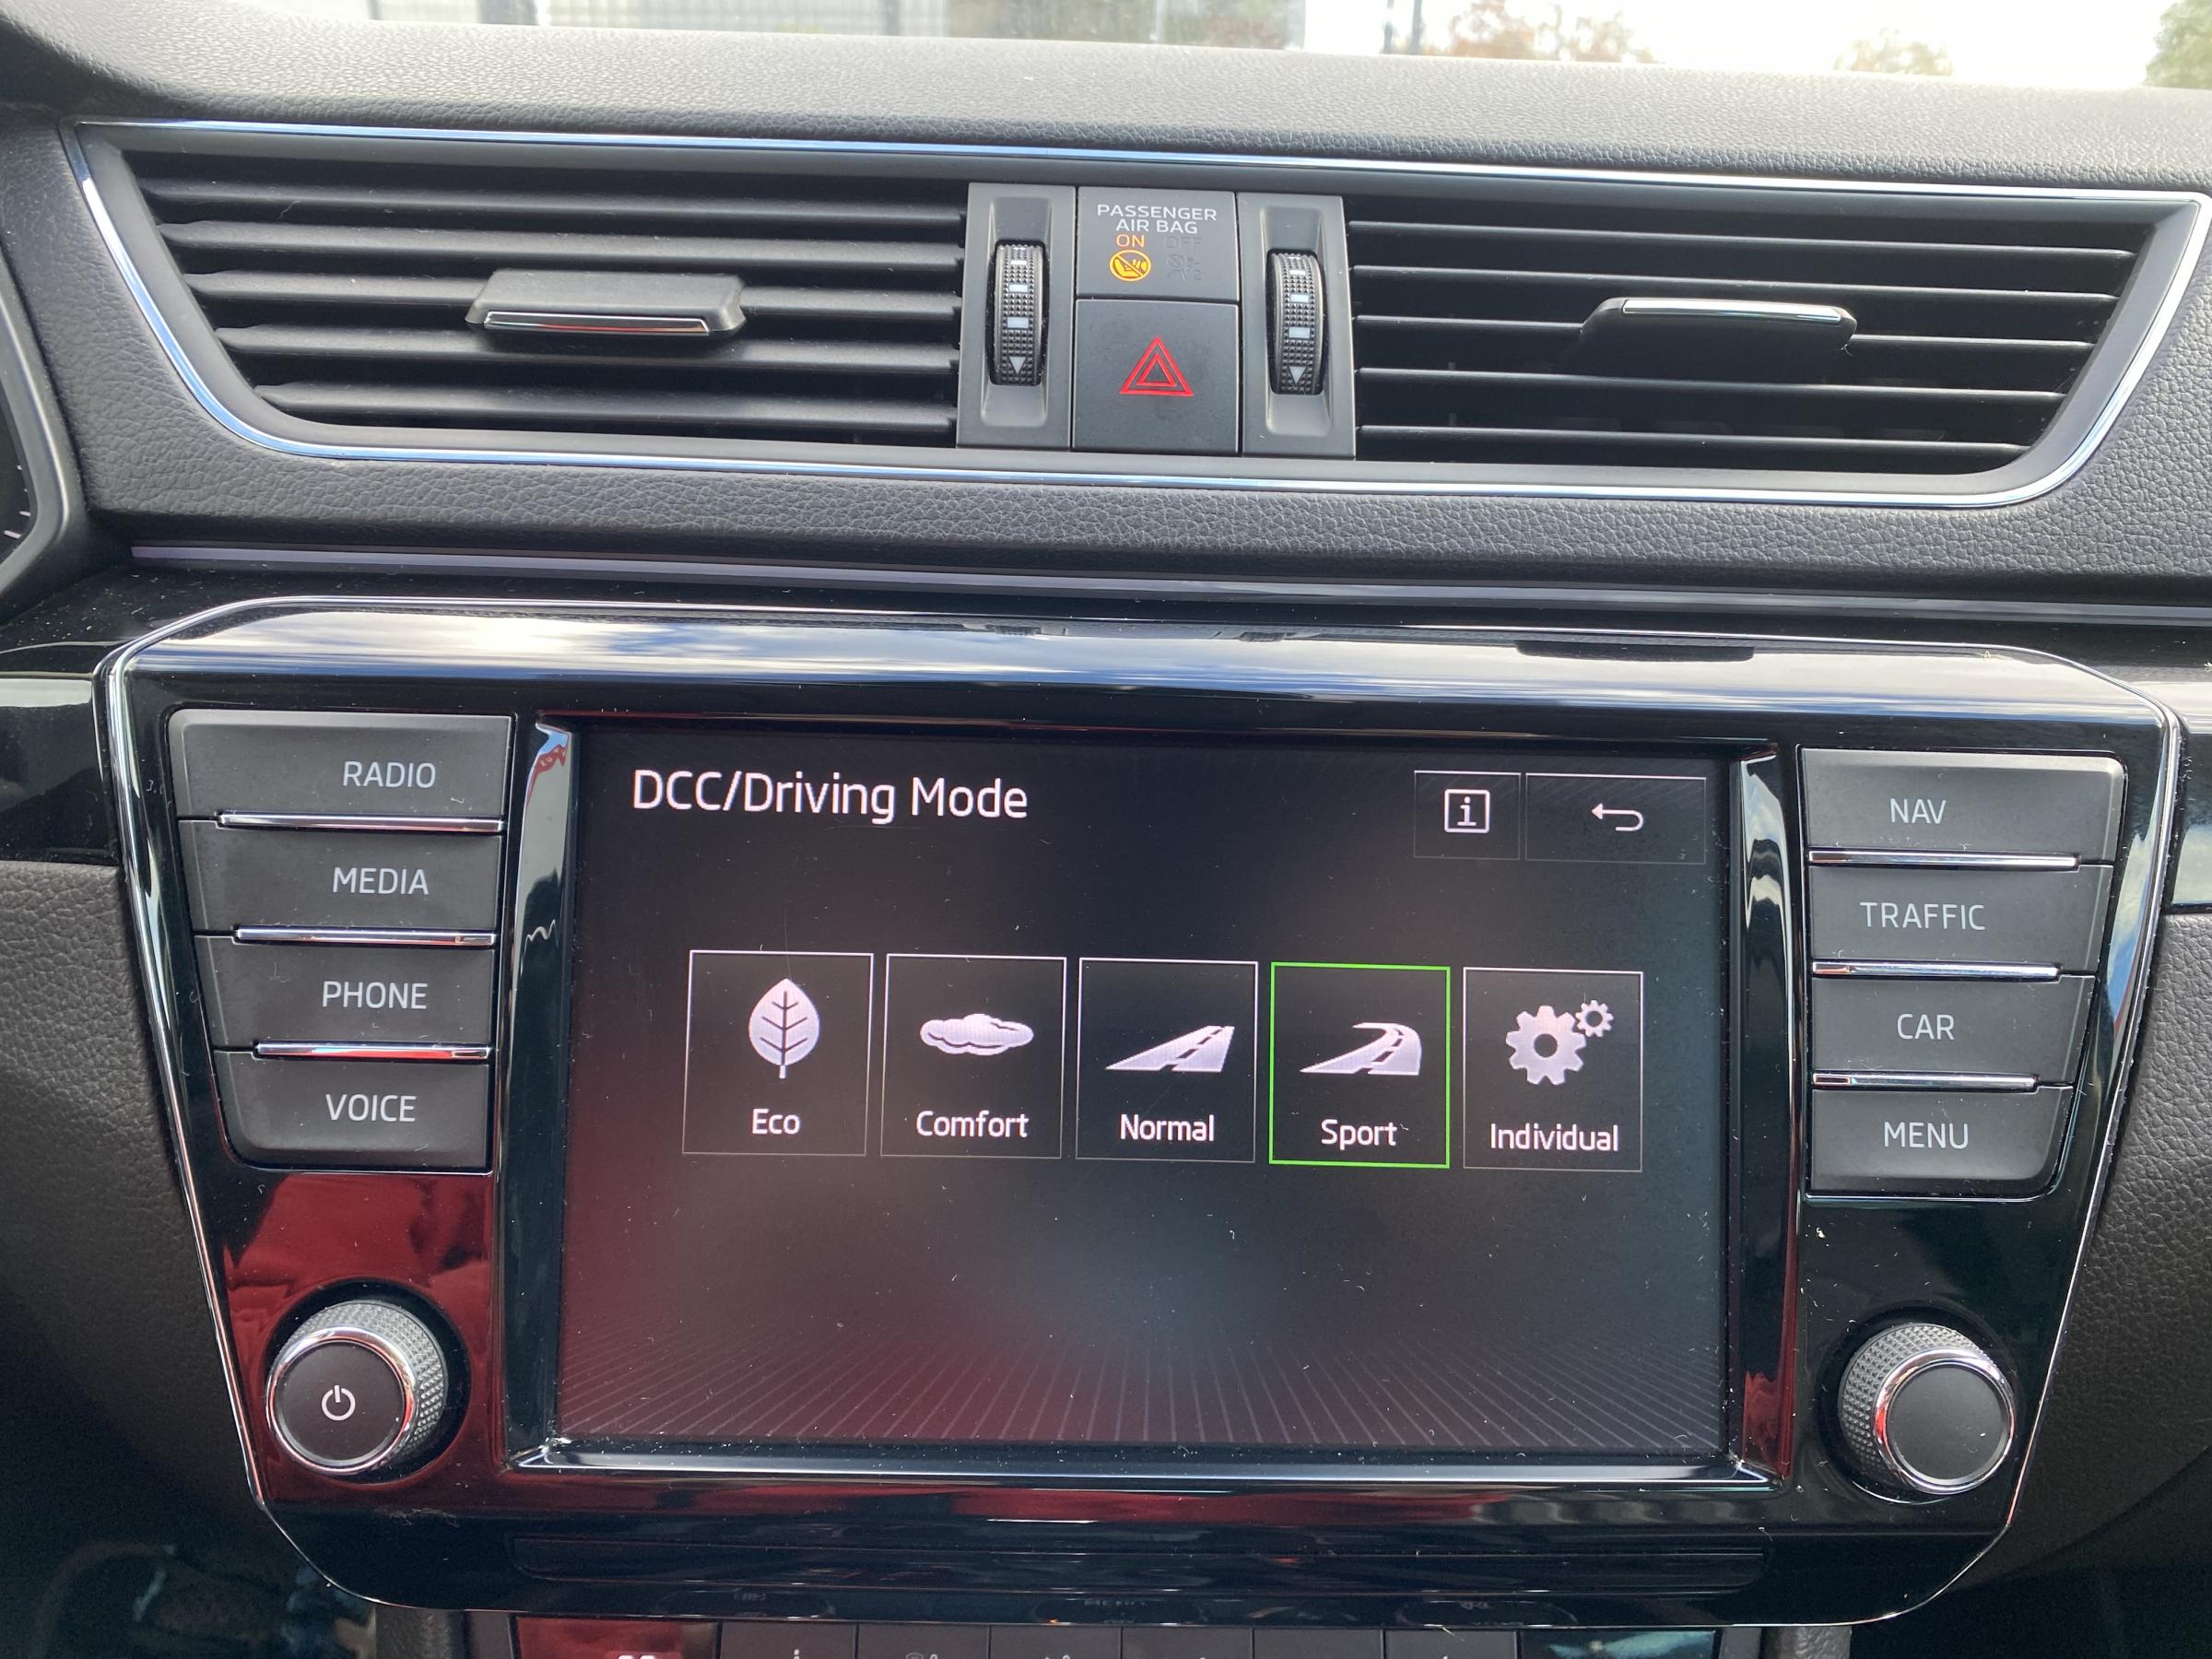 PASSENGER
AIR BAG
ON OFF
RADIO
MEDIA
PHONE
VOICE
DCC/Driving Mode
i
Eco
Comfort
Normal
Sport
Individual
NAV
TRAFFIC
CAR
MENU